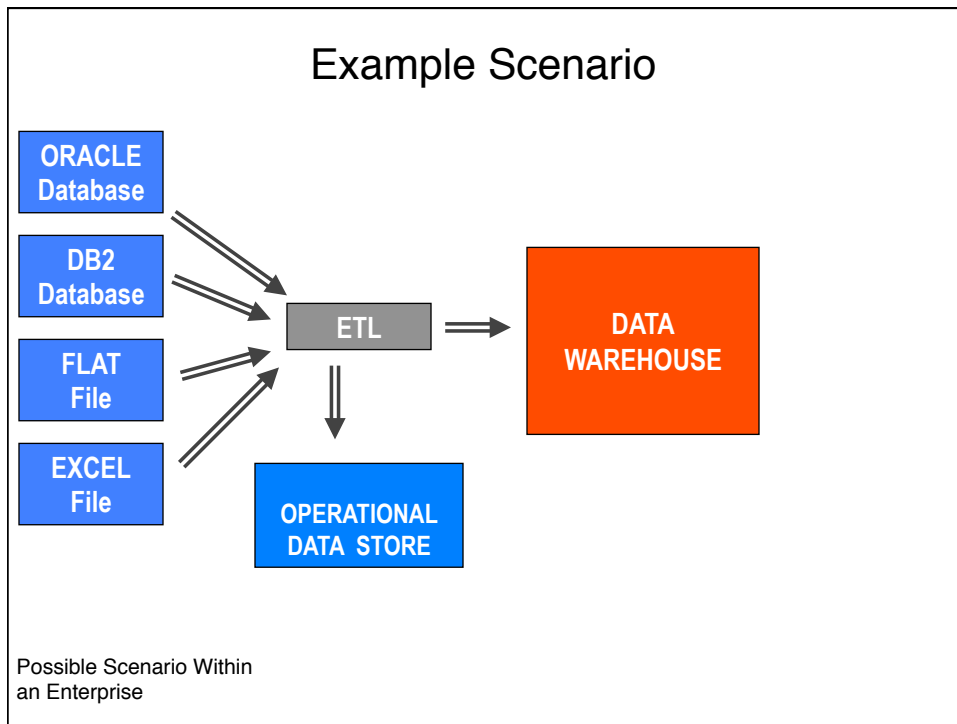 Example Scenario
ORACLE
Database
DB2
Database
FLAT
File
EXCEL
File
ETL
DATA
WAREHOUSE
OPERATIONAL
DATA STORE
Possible Scenario Within
an Enterprise